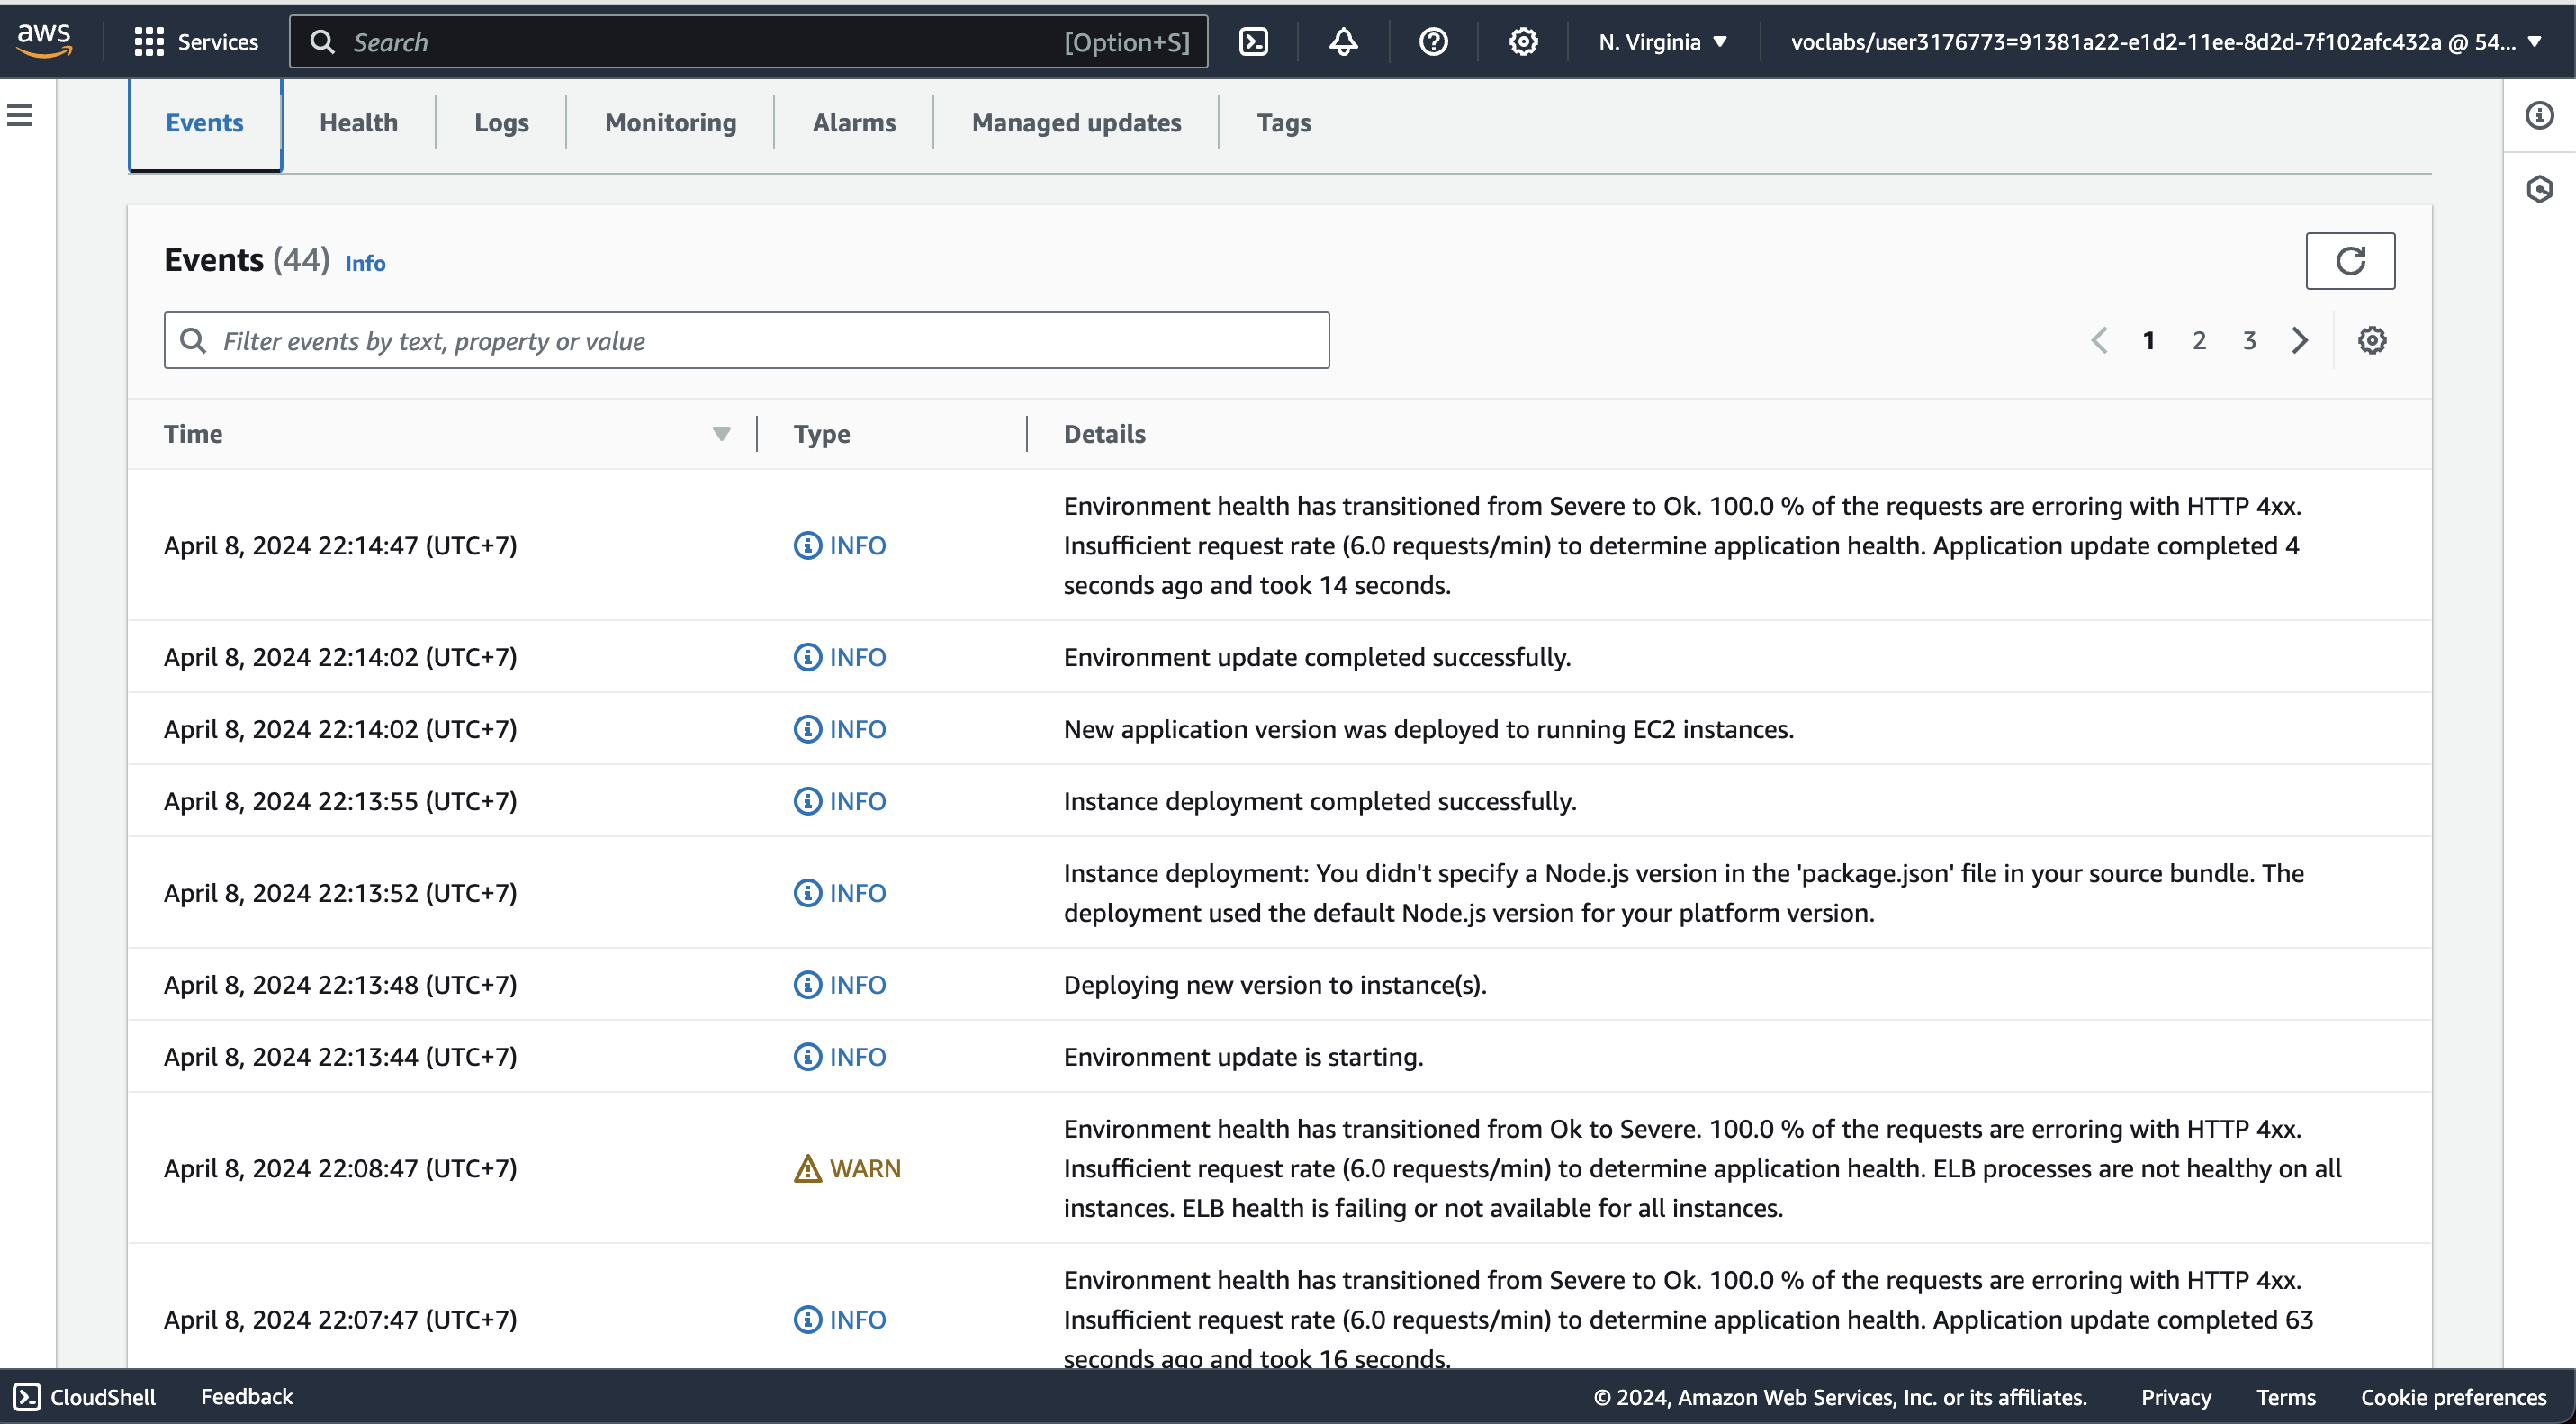 aws Services Search [Option+S] N. Virginia voclabs/user3176773=91381a22-e1d2-11ee-8d2d-7f102afc432a @ 54...
Events Health Logs Monitoring Alarms Managed updates Tags
Events (44) Info
Filter events by text, property or value 1 2 3
Time Type Details
April 8, 2024 22:14:47 (UTC+7) INFO Environment health has transitioned from Severe to Ok. 100.0 % of the requests are erroring with HTTP 4xx.
Insufficient request rate (6.0 requests/min) to determine application health. Application update completed 4
seconds ago and took 14 seconds.
April 8, 2024 22:14:02 (UTC+7) INFO Environment update completed successfully.
April 8, 2024 22:14:02 (UTC+7) INFO New application version was deployed to running EC2 instances.
April 8, 2024 22:13:55 (UTC+7) INFO Instance deployment completed successfully.
April 8, 2024 22:13:52 (UTC+7) INFO Instance deployment: You didn't specify a Node.js version in the 'package.json' file in your source bundle. The
deployment used the default Node.js version for your platform version.
April 8, 2024 22:13:48 (UTC+7) INFO Deploying new version to instance(s).
April 8, 2024 22:13:44 (UTC+7) INFO Environment update is starting.
April 8, 2024 22:08:47 (UTC+7) WARN Environment health has transitioned from Ok to Severe. 100.0 % of the requests are erroring with HTTP 4xx.
Insufficient request rate (6.0 requests/min) to determine application health. ELB processes are not healthy on all
instances. ELB health is failing or not available for all instances.
April 8, 2024 22:07:47 (UTC+7) INFO Environment health has transitioned from Severe to Ok. 100.0 % of the requests are erroring with HTTP 4xx.
Insufficient request rate (6.0 requests/min) to determine application health. Application update completed 63
seconds ago and took 16 seconds.
CloudShell Feedback © 2024, Amazon Web Services, Inc. or its affiliates. Privacy Terms Cookie preferences